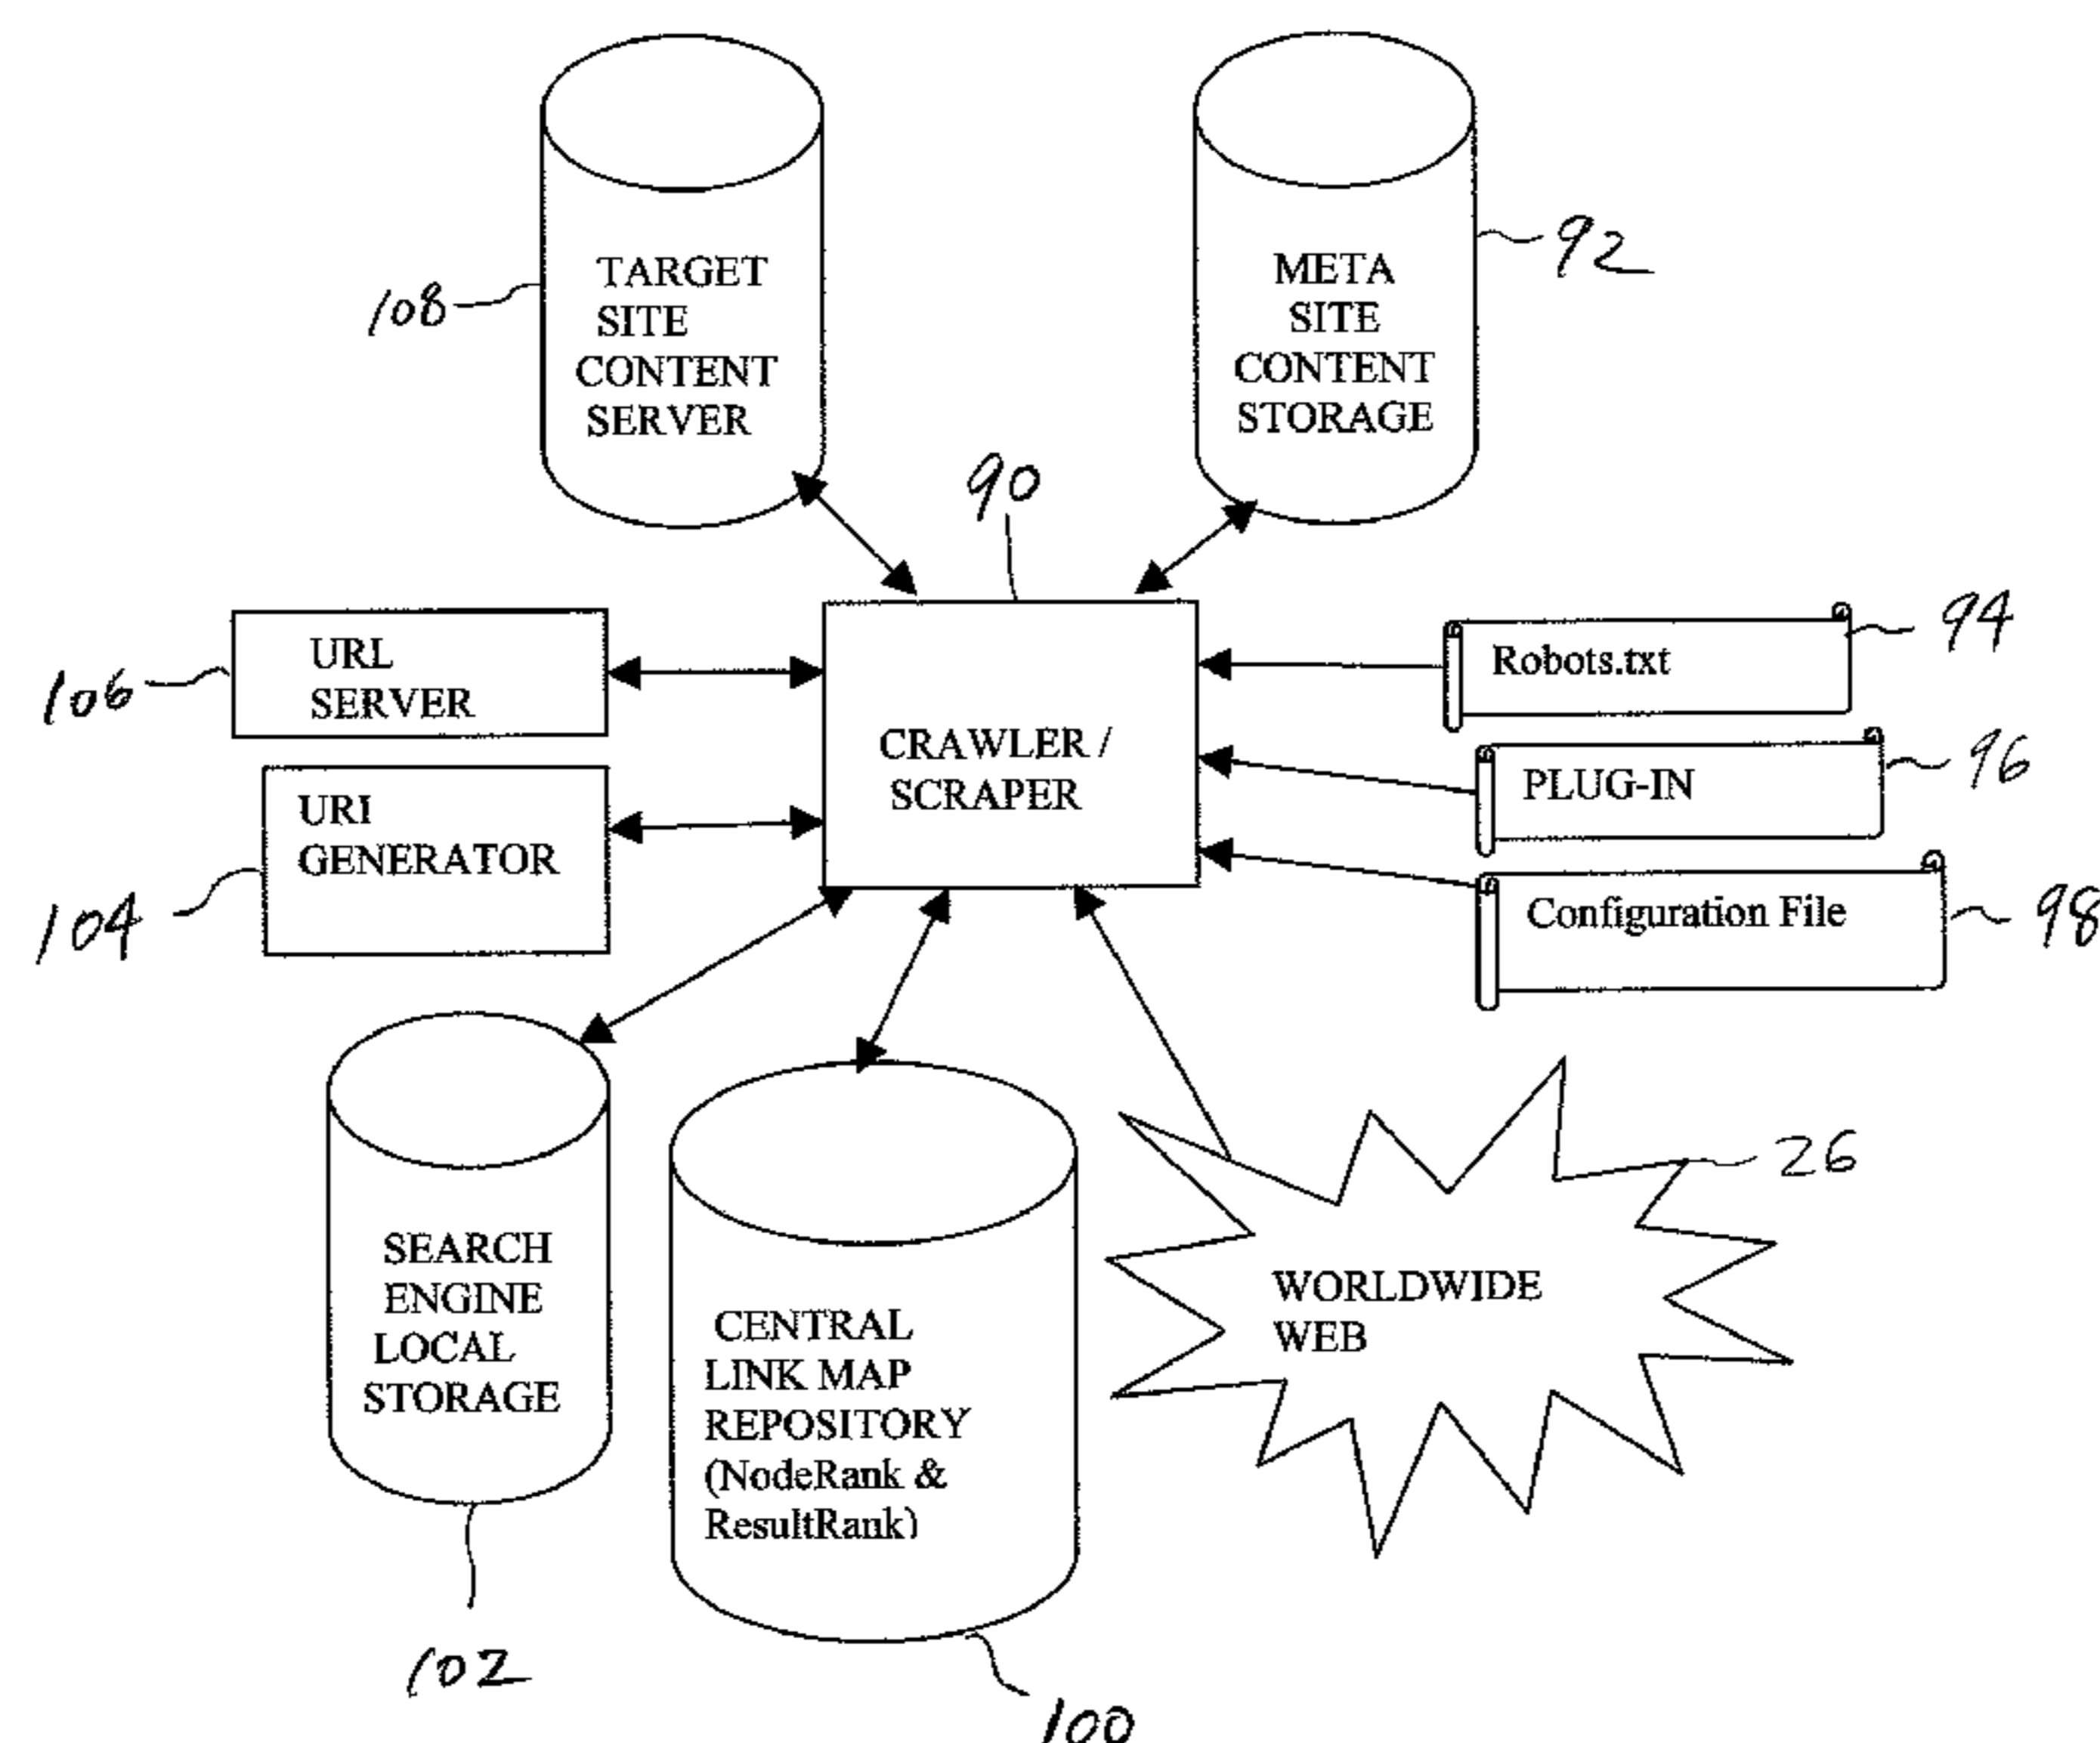 TARGET
SITE
CONTENT
SERVER
108
META
SITE
CONTENT
STORAGE
92
90
URL
SERVER
106
CRAWLER /
SCRAPER
Robots.txt
94
PLUG-IN
96
URI
GENERATOR
104
Configuration File
98
SEARCH
ENGINE
LOCAL
STORAGE
102
CENTRAL
LINK MAP
REPOSITORY
(NodeRank &
ResultRank)
100
WORLDWIDE
WEB
26